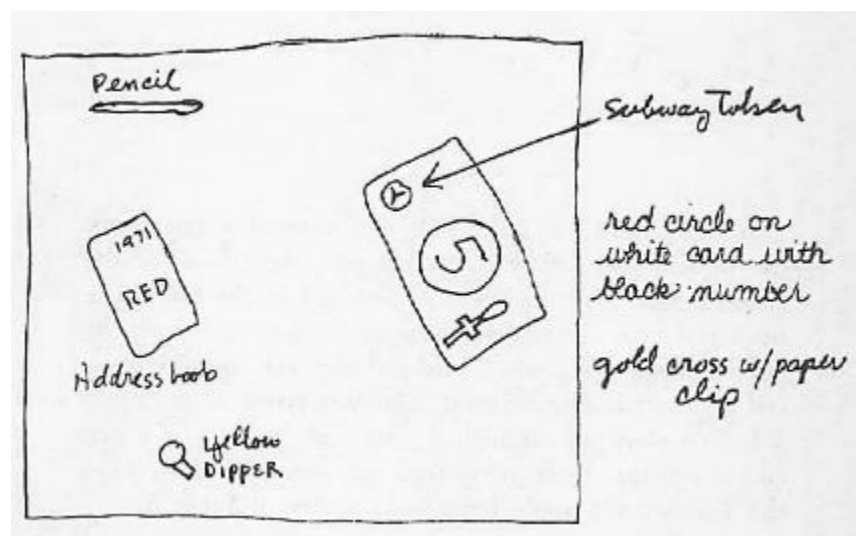 Pencil
Subway Token
1971
RED
5
red circle on
white card with
black number
Address book
gold cross w/ paper
clip
yellow
DIPPER